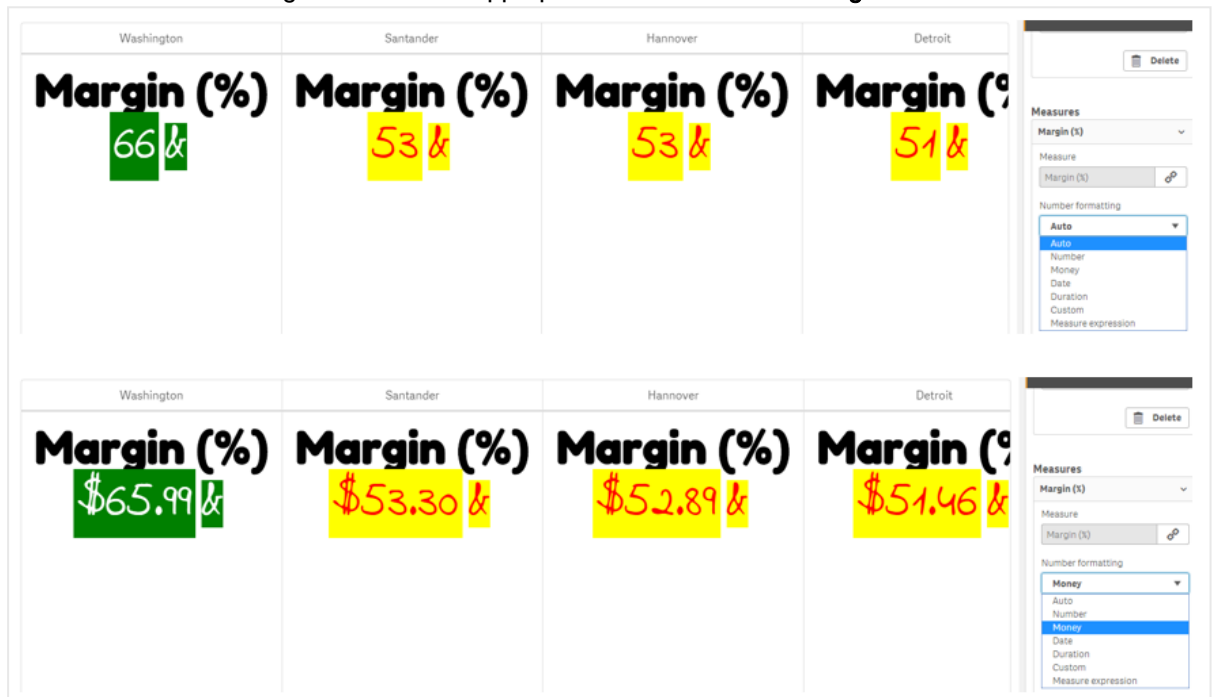 Washington
Santander
Hannover
Detroit
Delete
Margin (%)
Margin (%)
Margin (%)
Margin (%
66 &
53 &
53 &
51 &
Measures
Margin (%)
Measure
Margin (%)
Number formatting
Auto
Auto
Number
Money
Date
Duration
Custom
Measure expression
Washington
Santander
Hannover
Detroit
Delete
Margin (%)
Margin (%)
Margin (%)
Margin (%
$65.99 &
$53.30 &
$52.89 &
$51.46 &
Measures
Margin (%)
Measure
Margin (%)
Number formatting
Money
Auto
Number
Money
Date
Duration
Custom
Measure expression